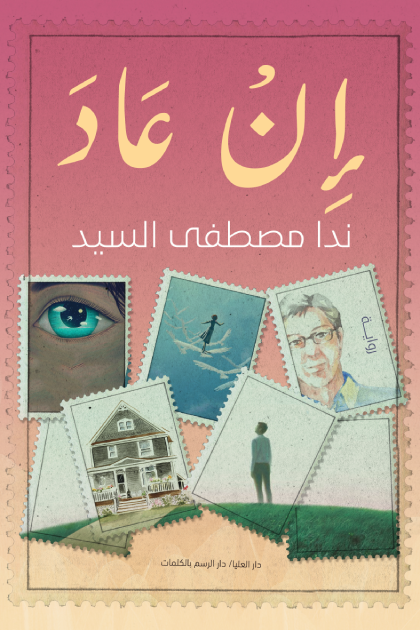 إِنْ عَادَ
ندا مصطفى السيد
رواية
دار العليا/ دار الرسم بالكلمات